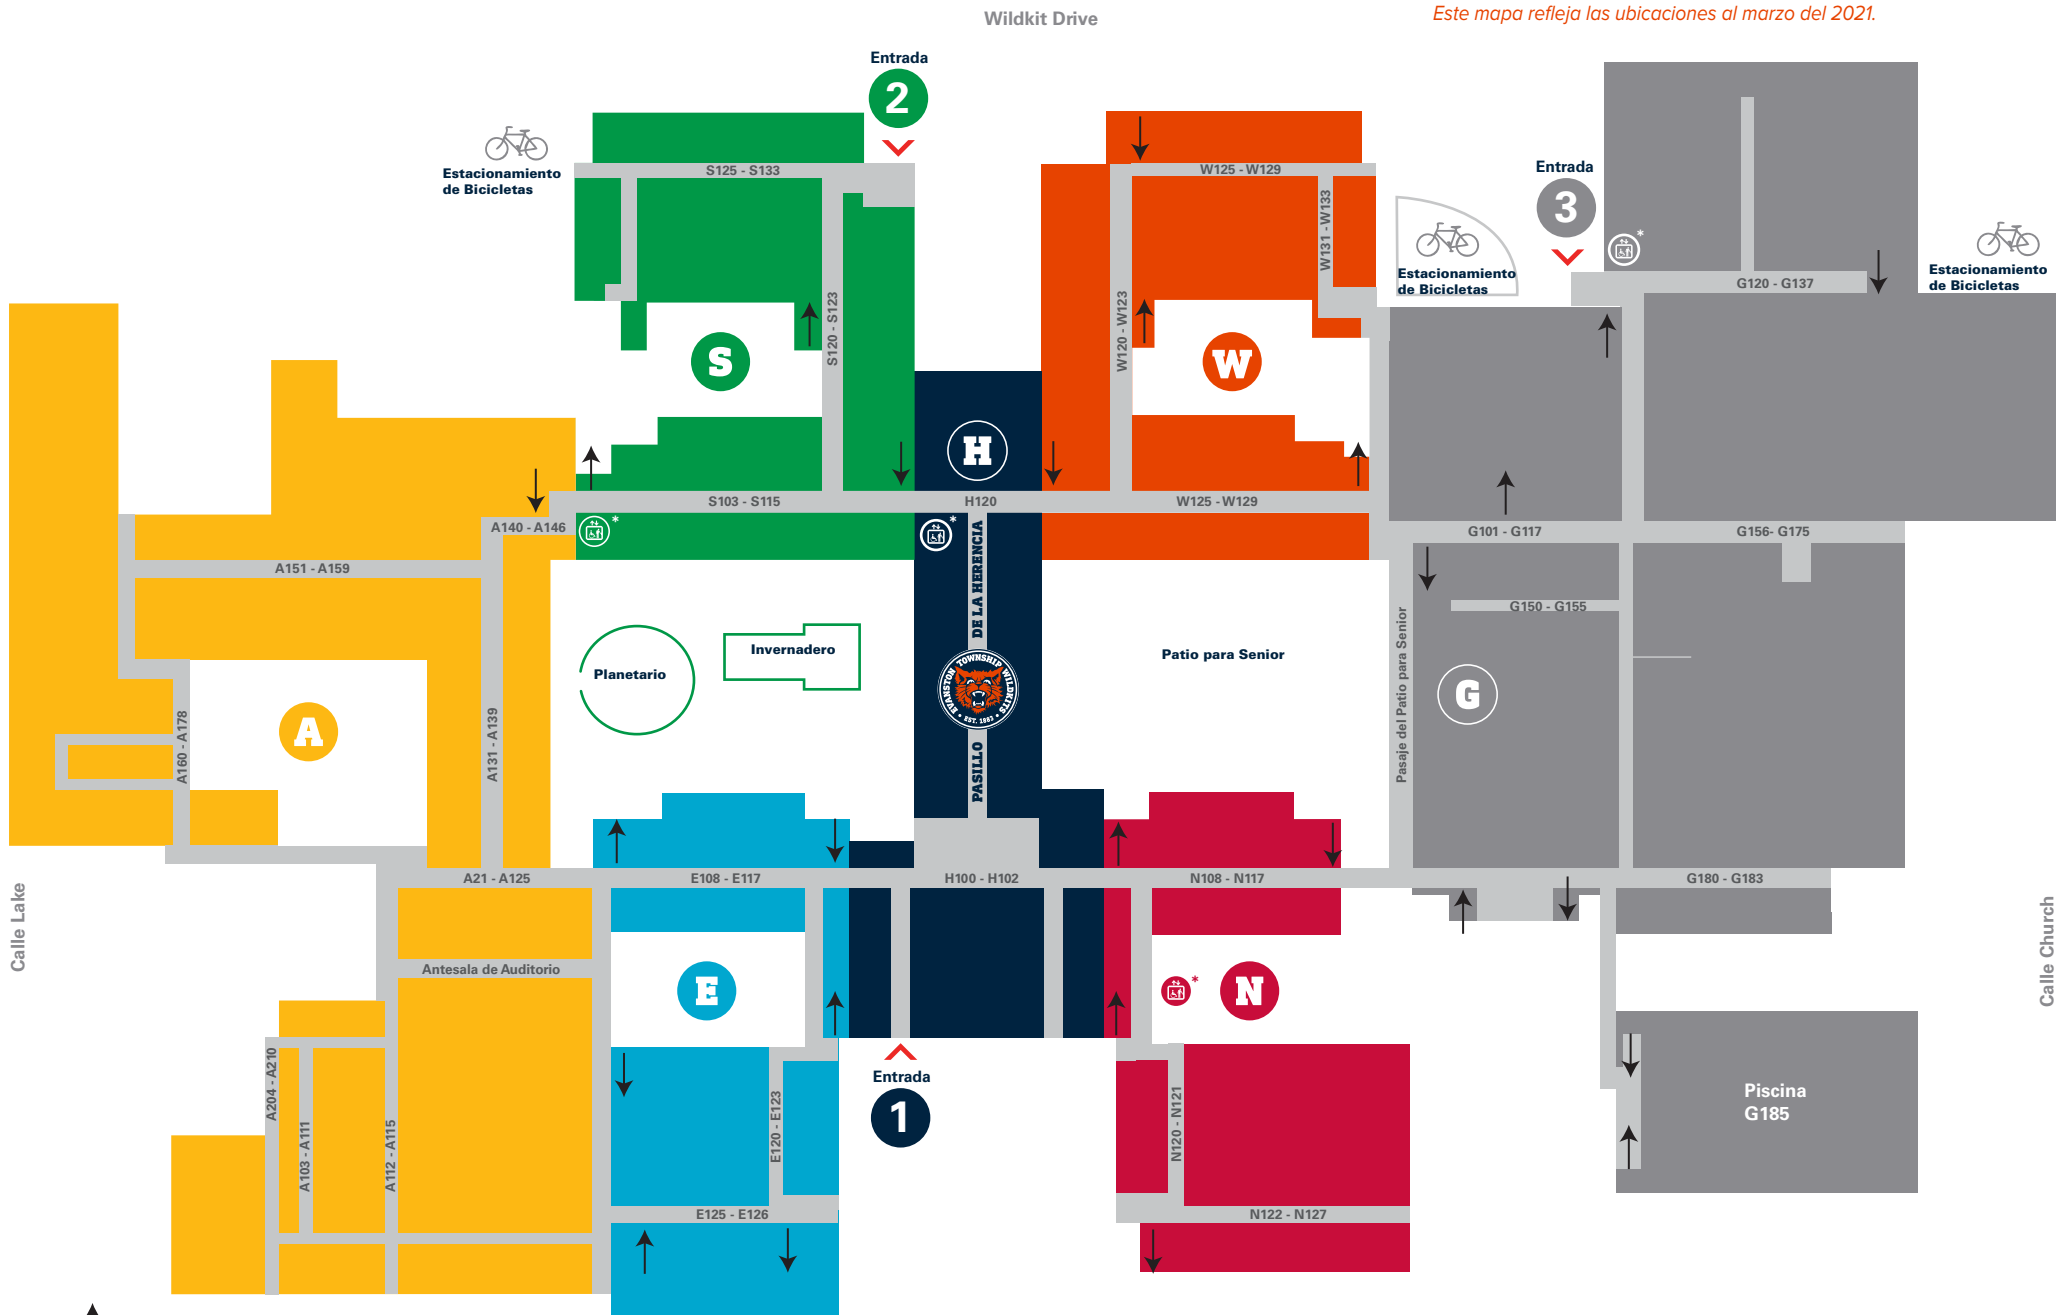 Wildkit Drive
Este mapa refleja las ubicaciones al marzo del 2021.
Entrada
2
Estacionamiento
de Bicicletas
S125 - S133
W125 - W129
Entrada
3
*
W131 - W133
Estacionamiento
de Bicicletas
Estacionamiento
de Bicicletas
G120 - G137
S120 - S123
W120 - W123
S
W
H
S103 - S115
H120
W125 - W129
A140 - A146
*
*
G101 - G117
G156- G175
A151 - A159
DE LA HERENCIA
G150 - G155
Planetario
Invernadero
EVANSTON TOWNSHIP WILDKITS
• EST. 1883 •
Patio para Senior
Pasaje del Patio para Senior
G
A
A160 - A178
A131 - A139
PASILLO
A21 - A125
E108 - E117
H100 - H102
N108 - N117
G180 - G183
Calle Lake
Calle Church
Antesala de Auditorio
E
*
N
A204 - A210
A103 - A111
A112 - A115
E120 - E123
Entrada
1
N120 - N121
Piscina
G185
E125 - E126
N122 - N127